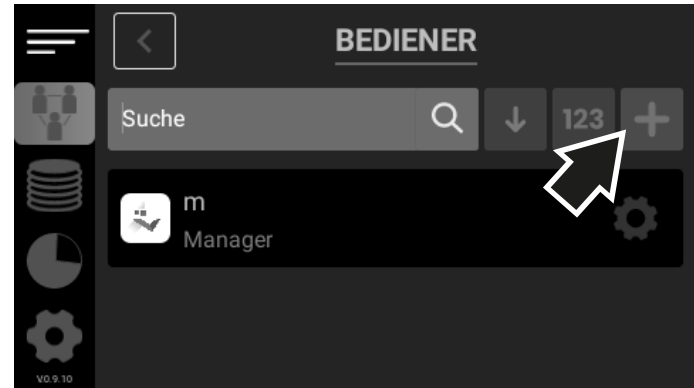 BEDIENER
Suche
123
m
Manager
V0.9.10